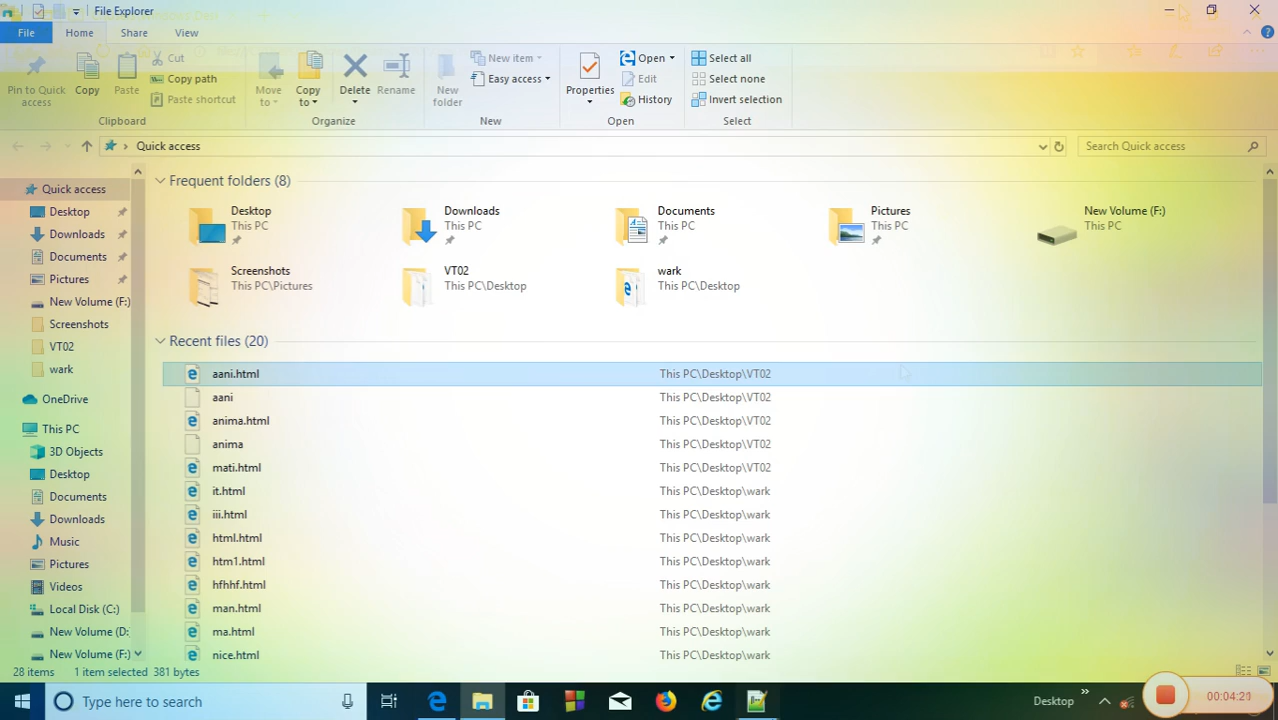 File Explorer
File Home Share View
Pin to Quick access
Copy
Paste
Cut
Copy path
Paste shortcut
Clipboard
Move to
Copy to
Delete
Rename
Organize
New folder
New item
Easy access
New
Properties
Open
Edit
History
Open
Select all
Select none
Invert selection
Select
Quick access
Search Quick access
Quick access
Desktop
Downloads
Documents
Pictures
New Volume (F:)
Screenshots
VT02
wark
OneDrive
This PC
3D Objects
Desktop
Documents
Downloads
Music
Pictures
Videos
Local Disk (C:)
New Volume (D:
New Volume (F:)
Frequent folders (8)
Desktop
This PC
Downloads
This PC
Documents
This PC
Pictures
This PC
New Volume (F:)
This PC
Screenshots
This PC\Pictures
VT02
This PC\Desktop
wark
This PC\Desktop
Recent files (20)
aani.html This PC\Desktop\VT02
aani This PC\Desktop\VT02
anima.html This PC\Desktop\VT02
anima This PC\Desktop\VT02
mati.html This PC\Desktop\VT02
it.html This PC\Desktop\wark
iii.html This PC\Desktop\wark
html.html This PC\Desktop\wark
htm1.html This PC\Desktop\wark
hfhhf.html This PC\Desktop\wark
man.html This PC\Desktop\wark
ma.html This PC\Desktop\wark
nice.html This PC\Desktop\wark
28 items 1 item selected 381 bytes
Type here to search
Desktop
00:04:21